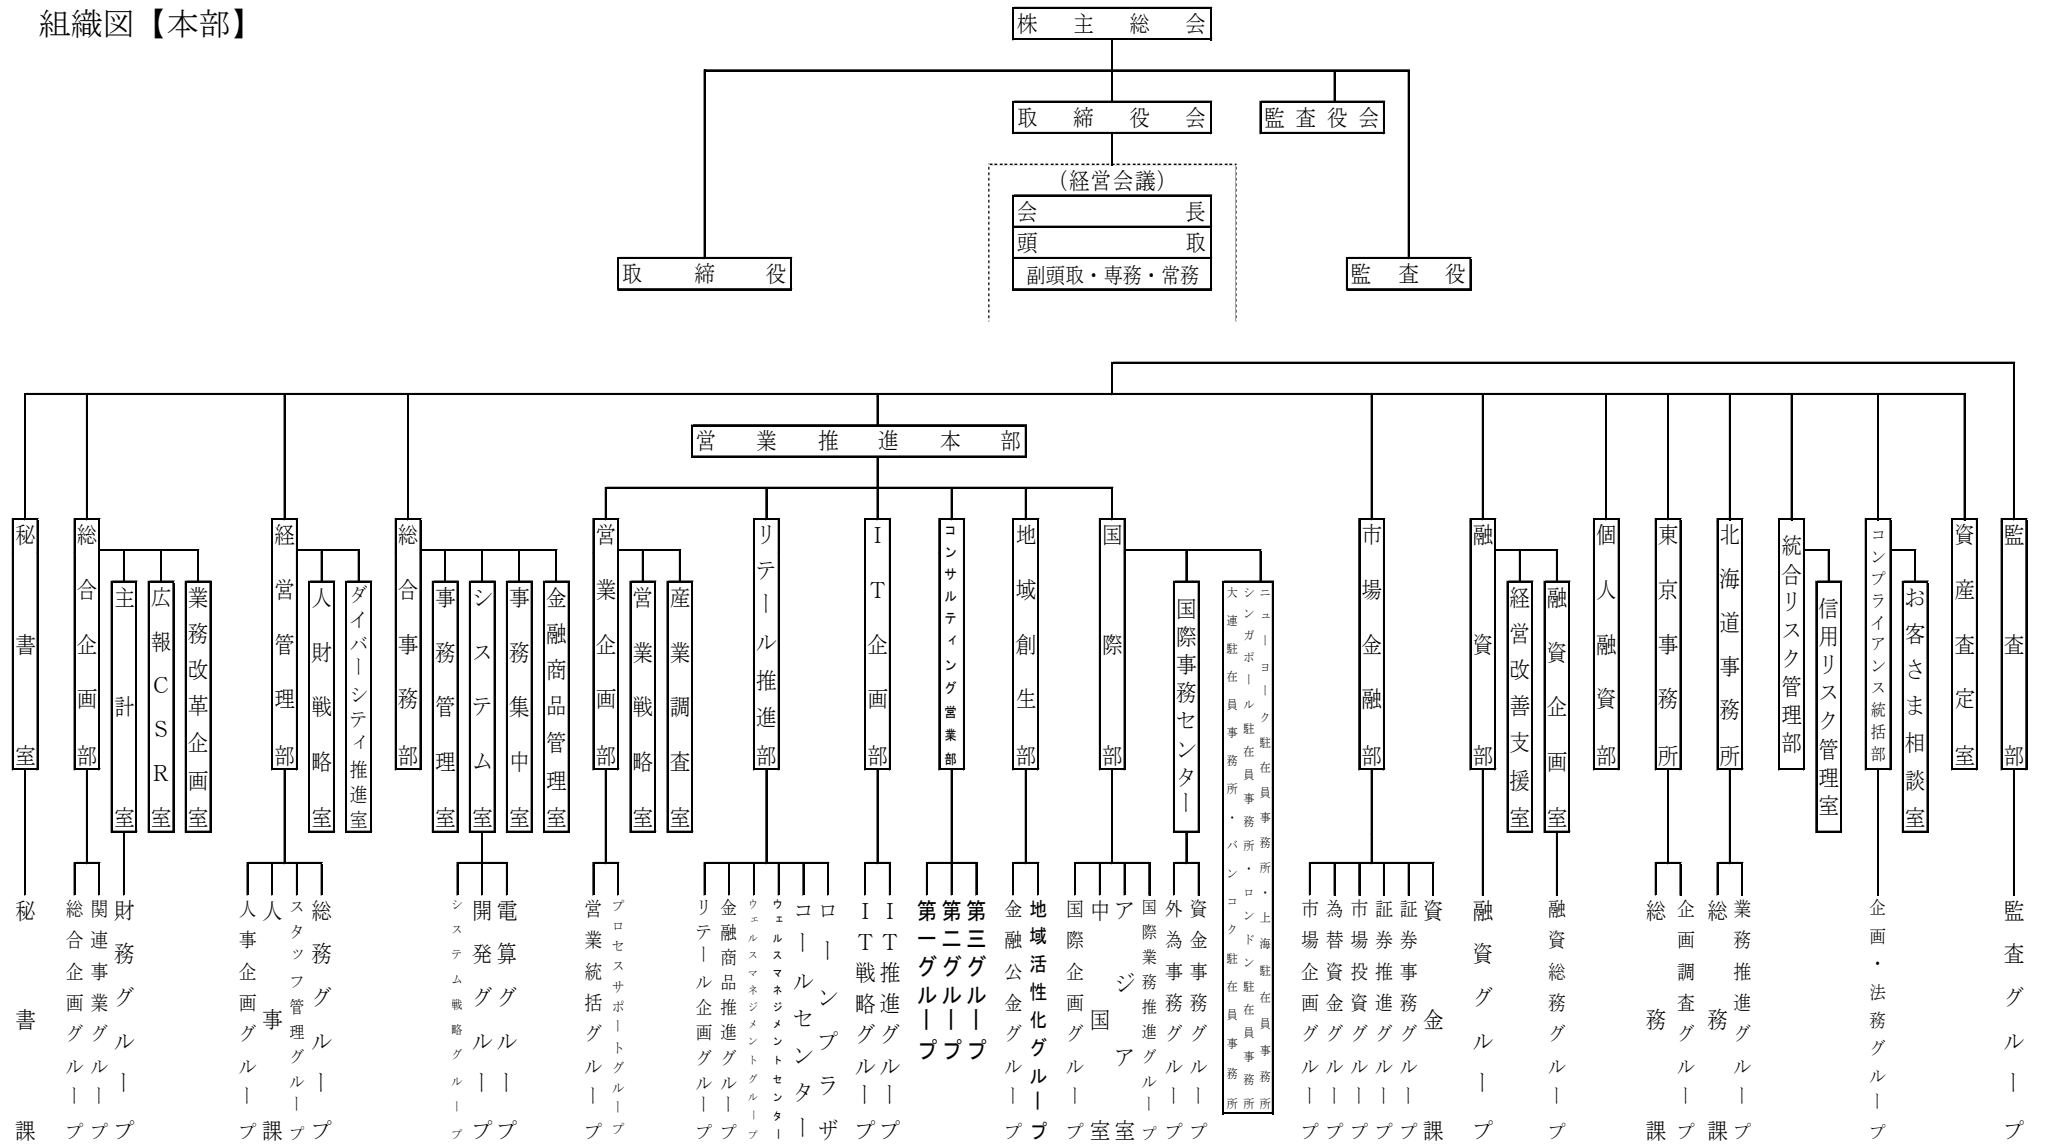 組織図【本部】
株主総会
取締役会
監査役会
(経営会議)
会長
頭取
副頭取・専務・常務
取締役
監査役
営業推進本部
秘書室
総合企画部
主計室
広報CSR室
業務改革企画室
経営管理部
人財戦略室
ダイバーシティ推進室
総合事務部
事務管理室
システム室
事務集中室
金融商品管理室
営業企画部
営業戦略室
産業調査室
リテール推進部
IT企画部
コンサルティング営業部
地域創生部
国際部
国際事務センター
ニューヨーク駐在員事務所・上海駐在員事務所
シンガポール駐在員事務所・ロンドン駐在員事務所
大連駐在員事務所・バンコク駐在員事務所
市場金融部
融資部
経営改善支援室
融資企画室
個人融資部
東京事務所
北海道事務所
統合リスク管理部
信用リスク管理室
コンプライアンス統括部
お客さま相談室
資産査定室
監査部
秘書課
総合企画グループ
関連事業グループ
財務グループ
人事企画グループ
人事課
スタッフ管理グループ
総務グループ
システム戦略グループ
開発グループ
電算グループ
営業統括グループ
プロセスサポートグループ
リテール企画グループ
金融商品推進グループ
ウェルスマネジメントグループ
ウェルスマネジメントセンター
コールセンター
ローンプラザ
IT戦略グループ
IT推進グループ
第一グループ
第二グループ
第三グループ
金融公金グループ
地域活性化グループ
国際企画グループ
中国室
アジア室
国際業務推進グループ
外為事務グループ
資金事務グループ
市場企画グループ
為替資金グループ
市場投資グループ
証券推進グループ
証券事務グループ
資金課
融資グループ
融資総務グループ
総務課
企画調査グループ
総務課
業務推進グループ
企画・法務グループ
監査グループ